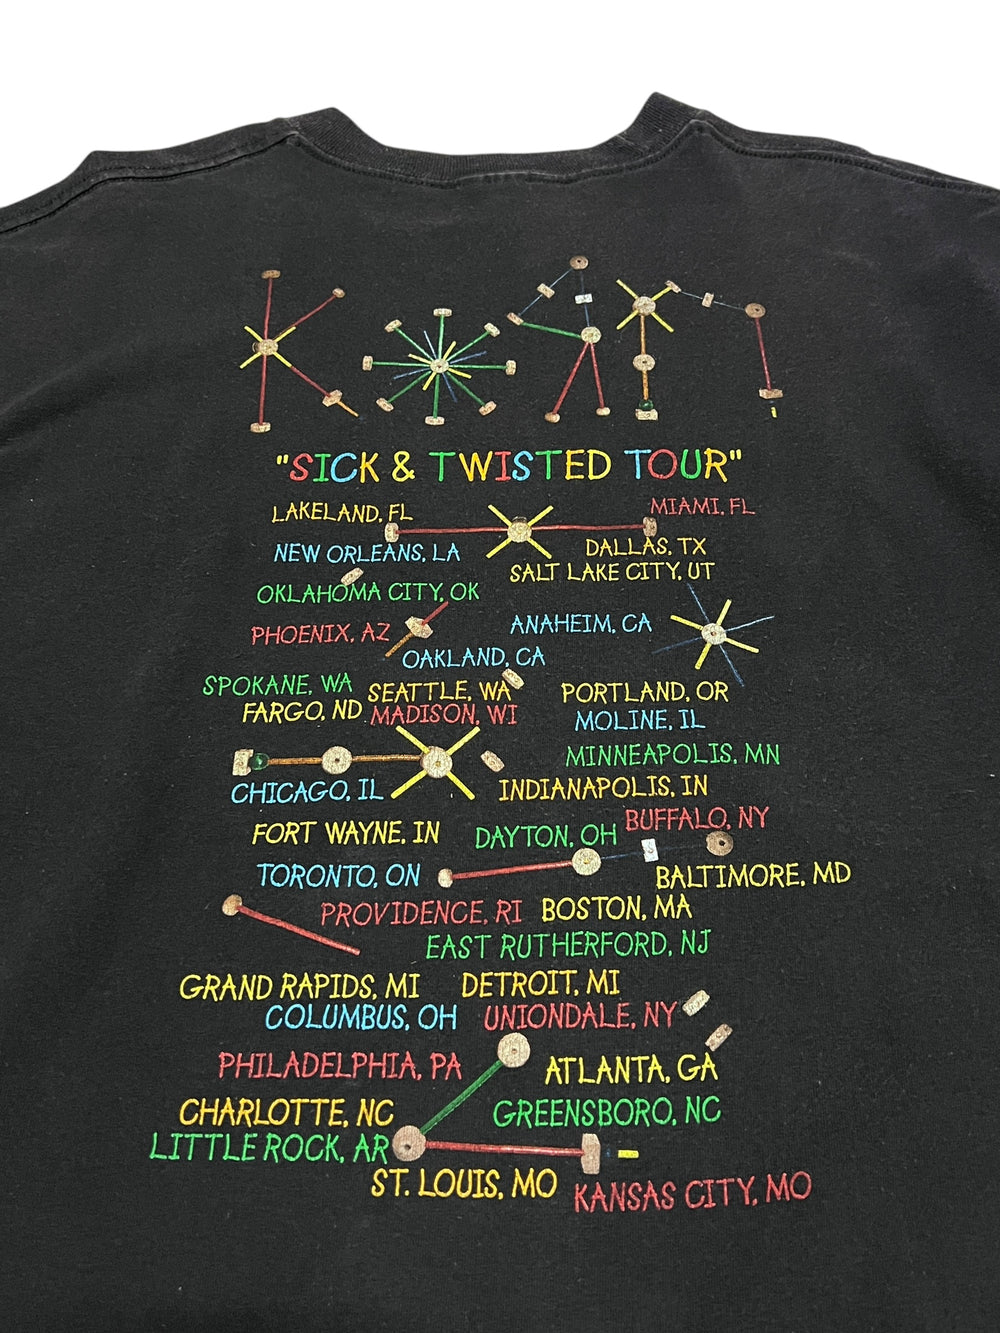 KoRn
"SICK & TWISTED TOUR"
LAKELAND, FL MIAMI, FL
NEW ORLEANS, LA DALLAS, TX
SALT LAKE CITY, UT
OKLAHOMA CITY, OK
PHOENIX, AZ ANAHEIM, CA
OAKLAND, CA
SPOKANE, WA SEATTLE, WA PORTLAND, OR
FARGO, ND MADISON, WI MOLINE, IL
MINNEAPOLIS, MN
CHICAGO, IL INDIANAPOLIS, IN
FORT WAYNE, IN DAYTON, OH BUFFALO, NY
TORONTO, ON BALTIMORE, MD
PROVIDENCE, RI BOSTON, MA
EAST RUTHERFORD, NJ
GRAND RAPIDS, MI DETROIT, MI
COLUMBUS, OH UNIONDALE, NY
PHILADELPHIA, PA ATLANTA, GA
CHARLOTTE, NC GREENSBORO, NC
LITTLE ROCK, AR
ST. LOUIS, MO KANSAS CITY, MO